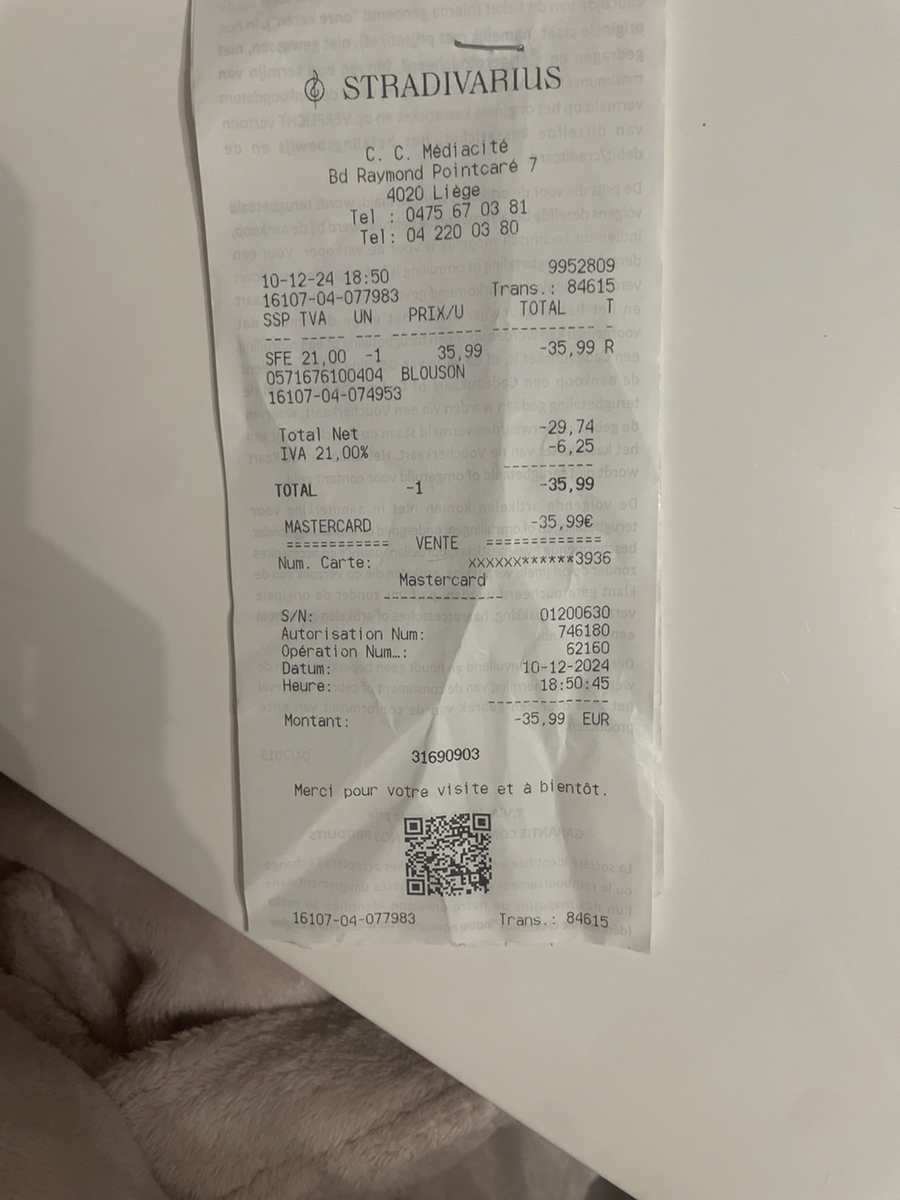 STRADIVARIUS
C. C. Médiacité
Bd Raymond Pointcaré 7
4020 Liège
Tel : 0475 67 03 81
Tel: 04 220 03 80
10-12-24 18:50 9952809
16107-04-077983 Trans.: 84615
SSP TVA UN PRIX/U TOTAL T
--- ----- --- ---------- ----------- -
SFE 21,00 -1 35,99 -35,99 R
0571676100404 BLOUSON
16107-04-074953
Total Net -29,74
IVA 21,00% -6,25
----------
TOTAL -1 -35,99
MASTERCARD -35,99€
============ VENTE =============
Num. Carte: XXXXXX******3936
Mastercard
-------------
S/N: 01200630
Autorisation Num: 746180
Opération Num…: 62160
Datum: 10-12-2024
Heure: 18:50:45
-------------
Montant: -35,99 EUR
31690903
Merci pour votre visite et à bientôt.
16107-04-077983 Trans.: 84615